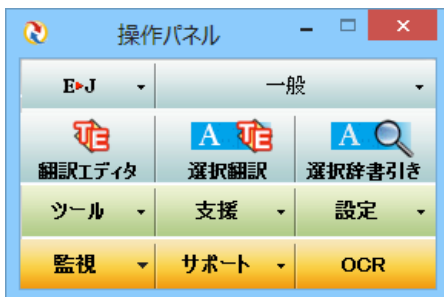 操作パネル
E▶J 一般
A TE A
翻訳エディタ 選択翻訳 選択辞書引き
ツール 支援 設定
監視 サポート OCR